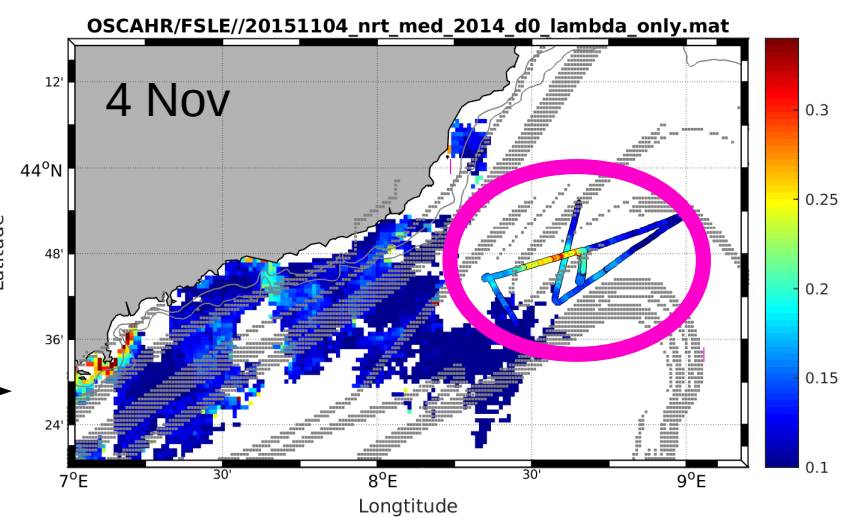 OSCAHR/FSLE//20151104_nrt_med_2014_d0_lambda_only.mat
4 Nov
12'
44°N
48'
36'
24'
7°E
30'
8°E
30'
9°E
Longtitude
Latitude
0.3
0.25
0.2
0.15
0.1